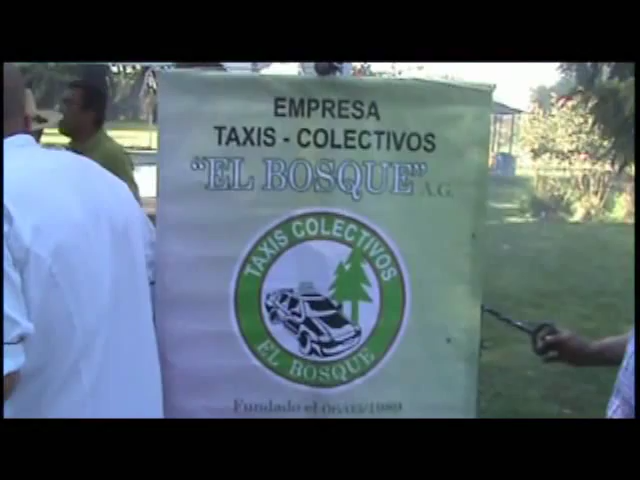 EMPRESA
TAXIS - COLECTIVOS
"EL BOSQUE" A.G.
TAXIS COLECTIVOS
EL BOSQUE
Fundado el